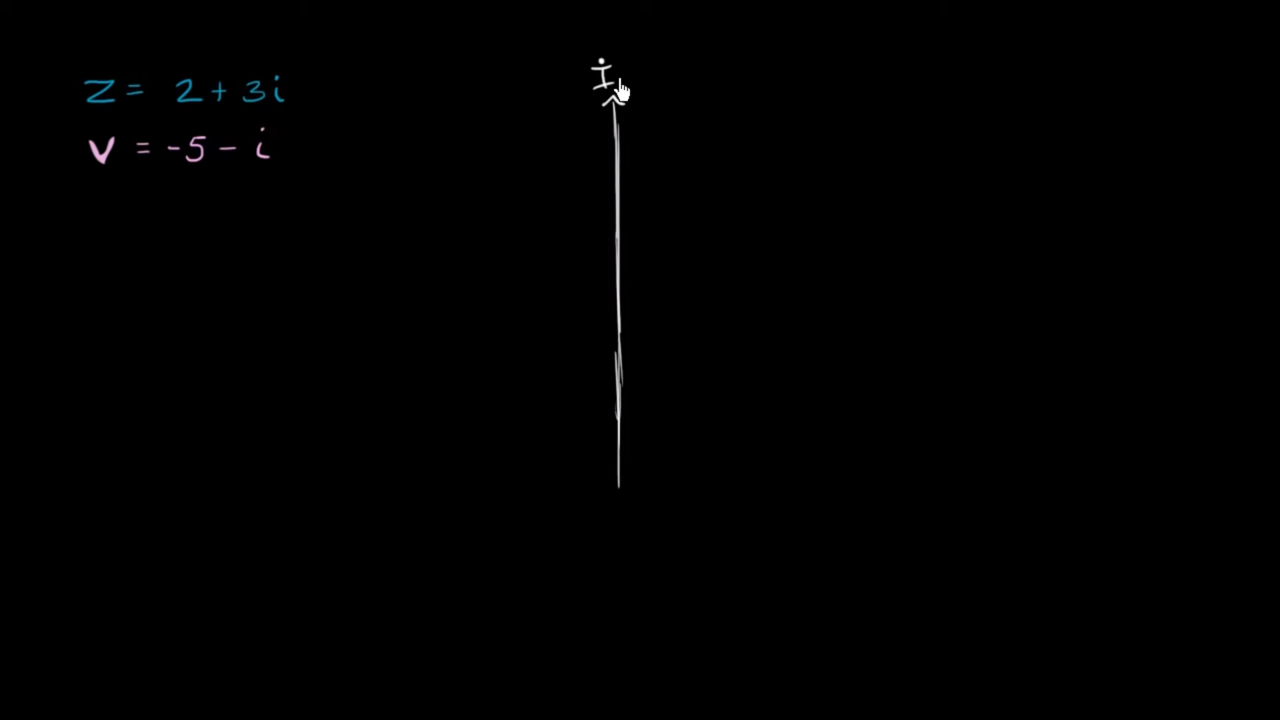 z = 2 + 3i
v = -5 - i